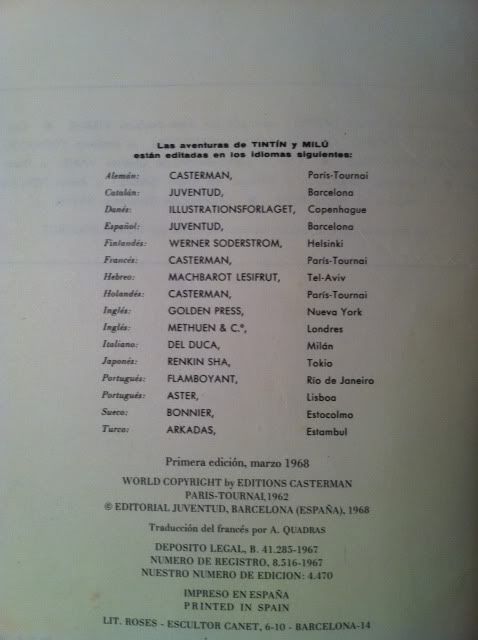 Las aventuras de TINTÍN y MILÚ
están editadas en los idiomas siguientes:
Alemán: CASTERMAN, París-Tournai
Catalán: JUVENTUD, Barcelona
Danés: ILLUSTRATIONSFORLAGET, Copenhague
Español: JUVENTUD, Barcelona
Finlandés: WERNER SODERSTROM, Helsinki
Francés: CASTERMAN, París-Tournai
Hebreo: MACHBAROT LESIFRUT, Tel-Aviv
Holandés: CASTERMAN, París-Tournai
Inglés: GOLDEN PRESS, Nueva York
Inglés: METHUEN & C.º, Londres
Italiano: DEL DUCA, Milán
Japonés: RENKIN SHA, Tokio
Portugués: FLAMBOYANT, Río de Janeiro
Portugués: ASTER, Lisboa
Sueco: BONNIER, Estocolmo
Turco: ARKADAS, Estambul
Primera edición, marzo 1968
WORLD COPYRIGHT by EDITIONS CASTERMAN
PARIS-TOURNAI, 1962
© EDITORIAL JUVENTUD, BARCELONA (ESPAÑA), 1968
Traducción del francés por A. QUADRAS
DEPOSITO LEGAL, B. 41.285-1967
NUMERO DE REGISTRO, 8.516-1967
NUESTRO NUMERO DE EDICION: 4.470
IMPRESO EN ESPAÑA
PRINTED IN SPAIN
LIT. ROSES - ESCULTOR CANET, 6-10 - BARCELONA-14